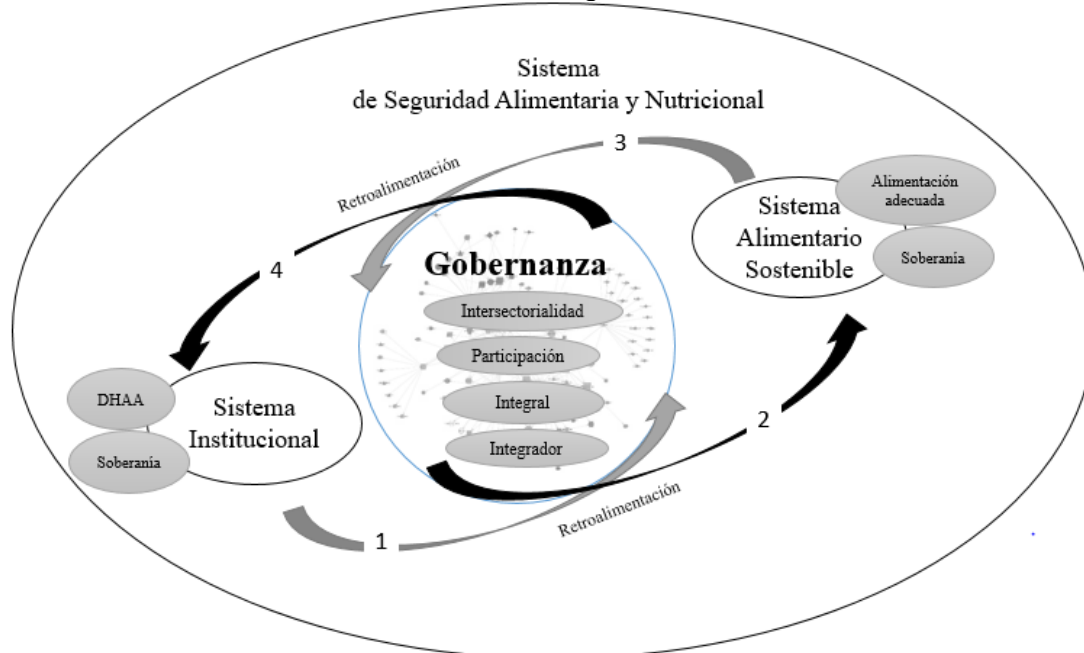 Sistema
de Seguridad Alimentaria y Nutricional
3
Retroalimentación
Alimentación
adecuada
Sistema
Alimentario
Sostenible
Soberanía
4
Gobernanza
Intersectorialidad
Participación
Integral
Integrador
DHAA
Soberanía
Sistema
Institucional
2
Retroalimentación
1